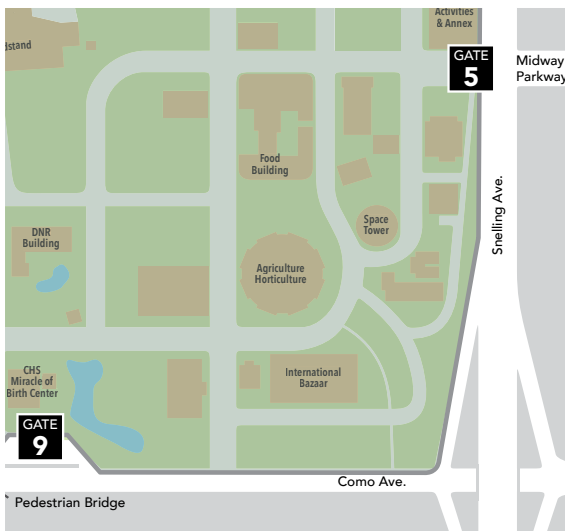 Activities
& Annex
dstand
GATE
5
Midway
Parkway
Food
Building
Snelling Ave.
DNR
Building
Space
Tower
Agriculture
Horticulture
CHS
Miracle of
Birth Center
International
Bazaar
GATE
9
Como Ave.
Pedestrian Bridge